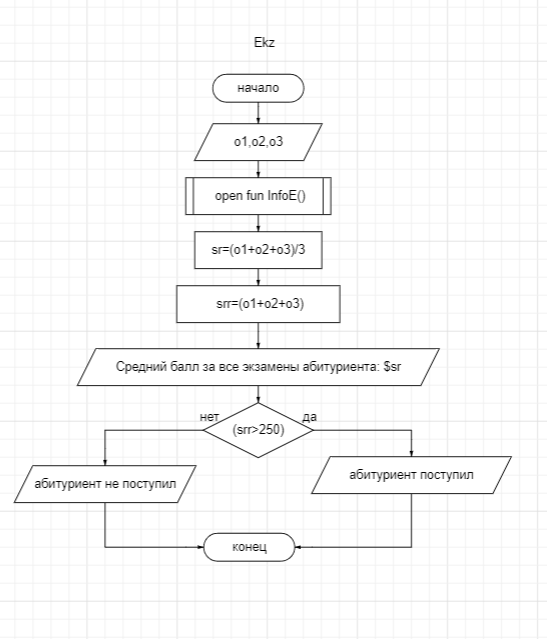 Ekz
начало
o1,o2,o3
open fun InfoE()
sr=(o1+o2+o3)/3
srr=(o1+o2+o3)
Средний балл за все экзамены абитуриента: $sr
нет
да
(srr>250)
абитуриент не поступил
абитуриент поступил
конец